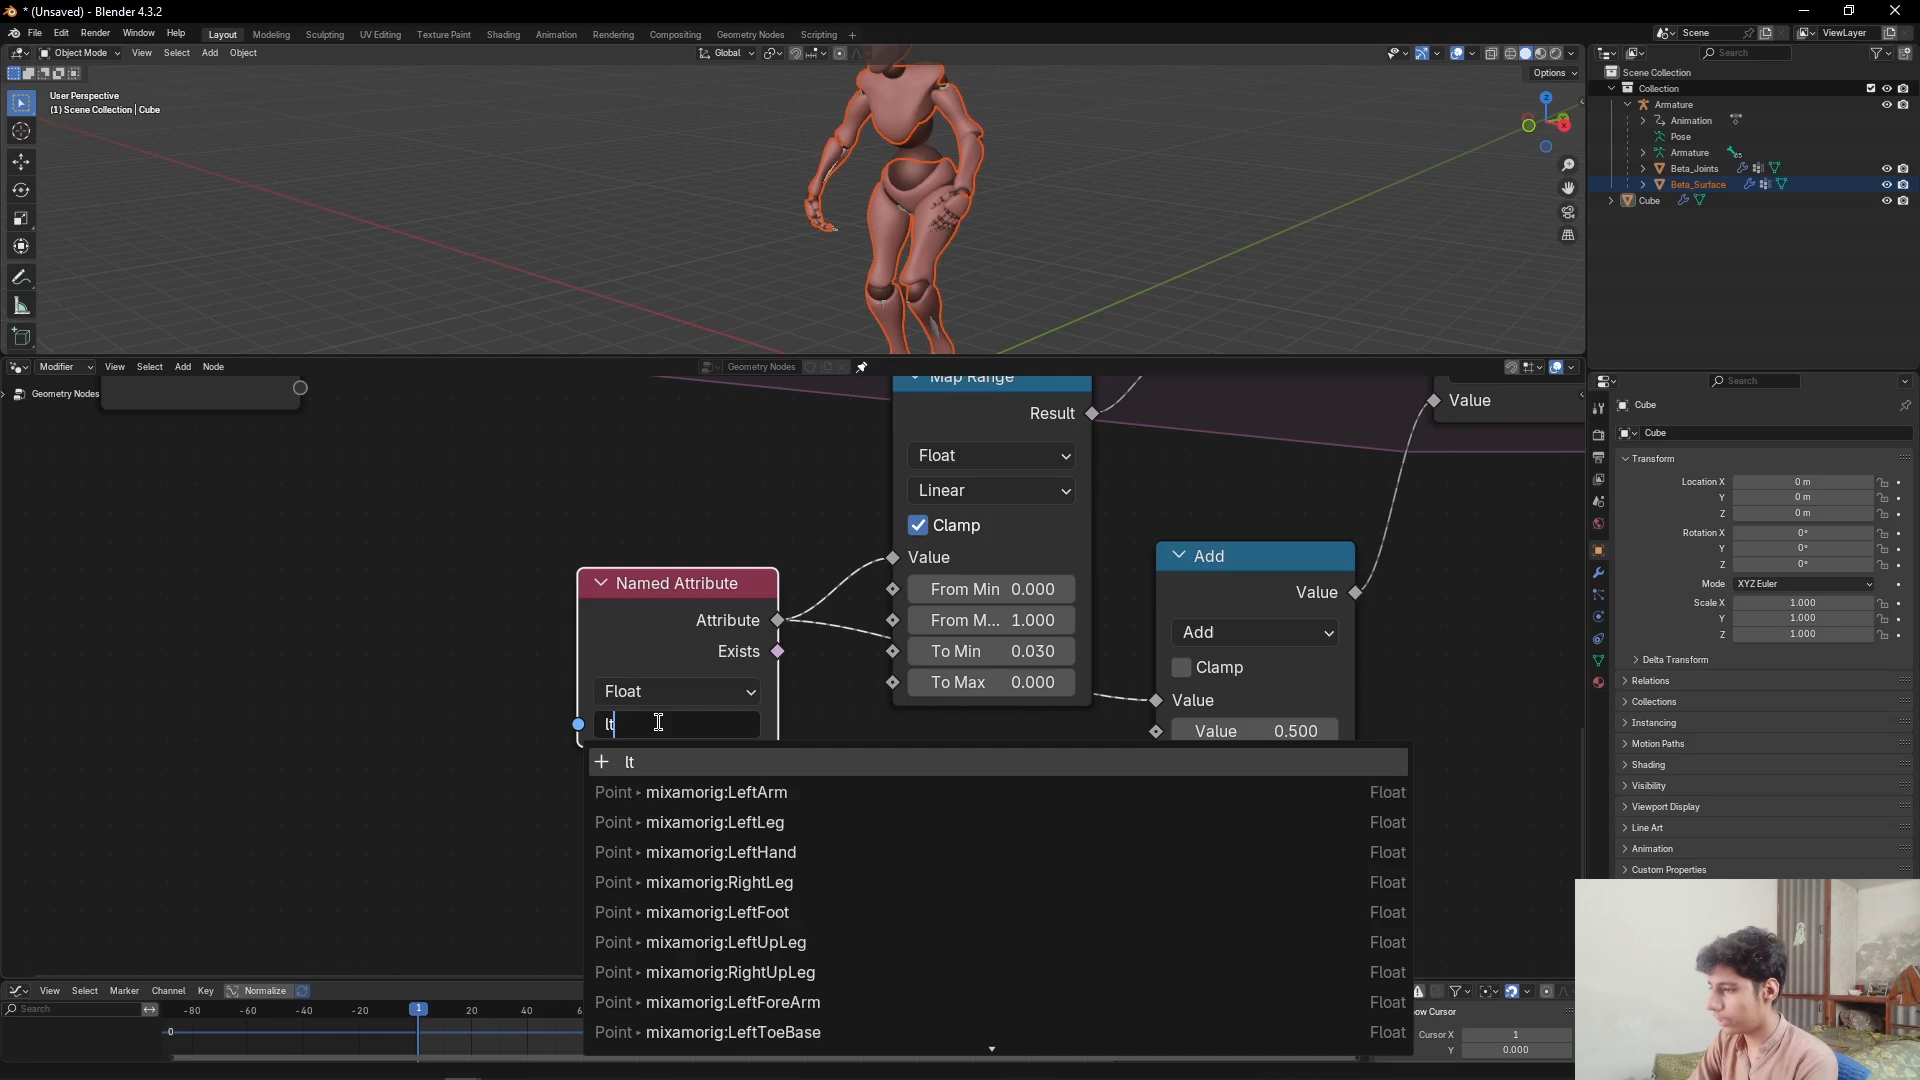 * (Unsaved) - Blender 4.3.2
File Edit Render Window Help
Layout Modeling Sculpting UV Editing Texture Paint Shading Animation Rendering Compositing Geometry Nodes Scripting +
Scene
ViewLayer
Object Mode View Select Add Object
Global
Search
Options
User Perspective
(1) Scene Collection | Cube
Scene Collection
Collection
Armature
Animation
Pose
Armature
Beta_Joints
Beta_Surface
Cube
Modifier View Select Add Node
Geometry Nodes
Geometry Nodes
Map Range
Result
Float
Linear
Clamp
Value
From Min 0.000
From M... 1.000
To Min 0.030
To Max 0.000
Named Attribute
Attribute
Exists
Float
lt
Value
Add
Value
Add
Clamp
Value
Value 0.500
lt
Point mixamorig:LeftArm Float
Point mixamorig:LeftLeg Float
Point mixamorig:LeftHand Float
Point mixamorig:RightLeg Float
Point mixamorig:LeftFoot Float
Point mixamorig:LeftUpLeg Float
Point mixamorig:RightUpLeg Float
Point mixamorig:LeftForeArm Float
Point mixamorig:LeftToeBase Float
Search
Cube
Cube
Transform
Location X 0 m
Y 0 m
Z 0 m
Rotation X 0°
Y 0°
Z 0°
Mode XYZ Euler
Scale X 1.000
Y 1.000
Z 1.000
Delta Transform
Relations
Collections
Instancing
Motion Paths
Shading
Visibility
Viewport Display
Line Art
Animation
Custom Properties
View Select Marker Channel Key Normalize
Search
-80 -60 -40 -20 1 20 40
0
ow Cursor
Cursor X 1
Y 0.000